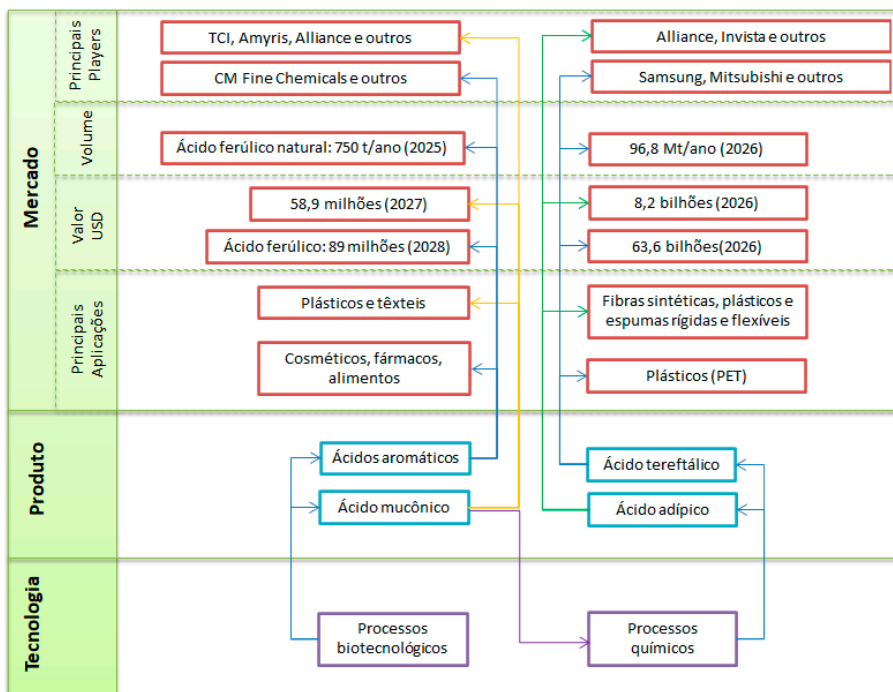 Mercado
Principais
Players
TCI, Amyris, Alliance e outros
Alliance, Invista e outros
CM Fine Chemicals e outros
Samsung, Mitsubishi e outros
Volume
Ácido ferúlico natural: 750 t/ano (2025)
96,8 Mt/ano (2026)
Valor
USD
58,9 milhões (2027)
8,2 bilhões (2026)
Ácido ferúlico: 89 milhões (2028)
63,6 bilhões(2026)
Principais
Aplicações
Plásticos e têxteis
Fibras sintéticas, plásticos e
espumas rígidas e flexíveis
Cosméticos, fármacos,
alimentos
Plásticos (PET)
Produto
Ácidos aromáticos
Ácido tereftálico
Ácido mucônico
Ácido adípico
Tecnologia
Processos
biotecnológicos
Processos
químicos